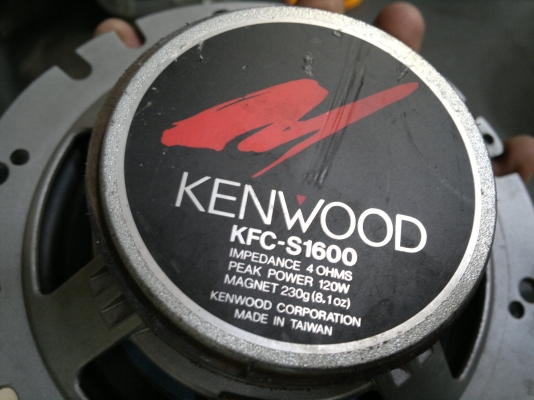 KENWOOD
KFC-S1600
IMPEDANCE 4 OHMS
PEAK POWER 120W
MAGNET 230g (8.1oz)
KENWOOD CORPORATION
MADE IN TAIWAN